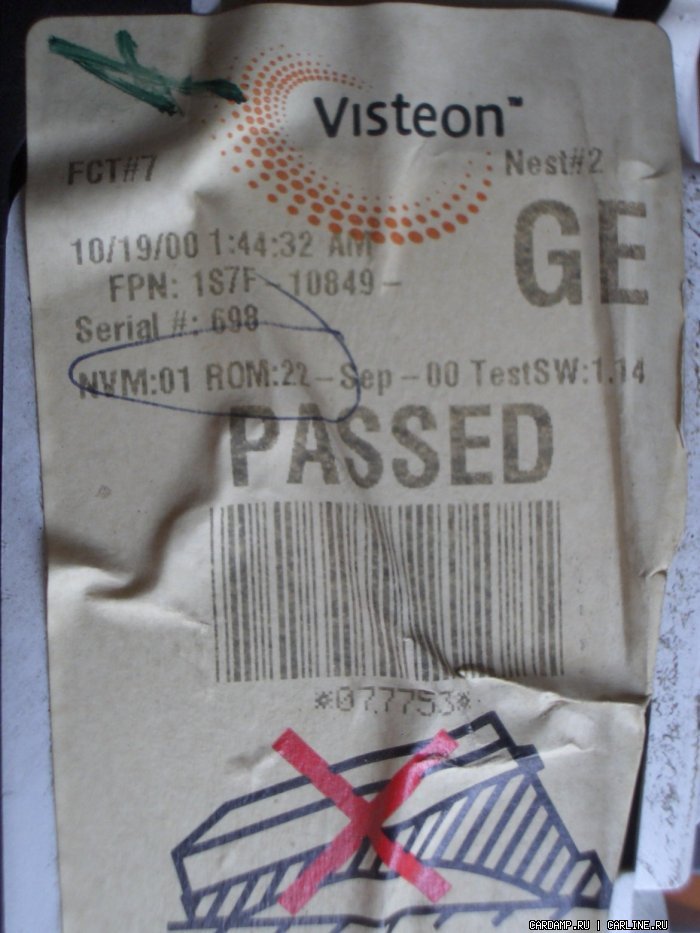 Visteon™
FCT#7 Nest#2
GE
10/19/00 1:44:32 AM
FPN: 1S7F-10849-
Serial #: 698
NVM:01 ROM:22-Sep-00 TestSW:1.14
PASSED
*077753*
CARDAMP.RU | CARLINE.RU